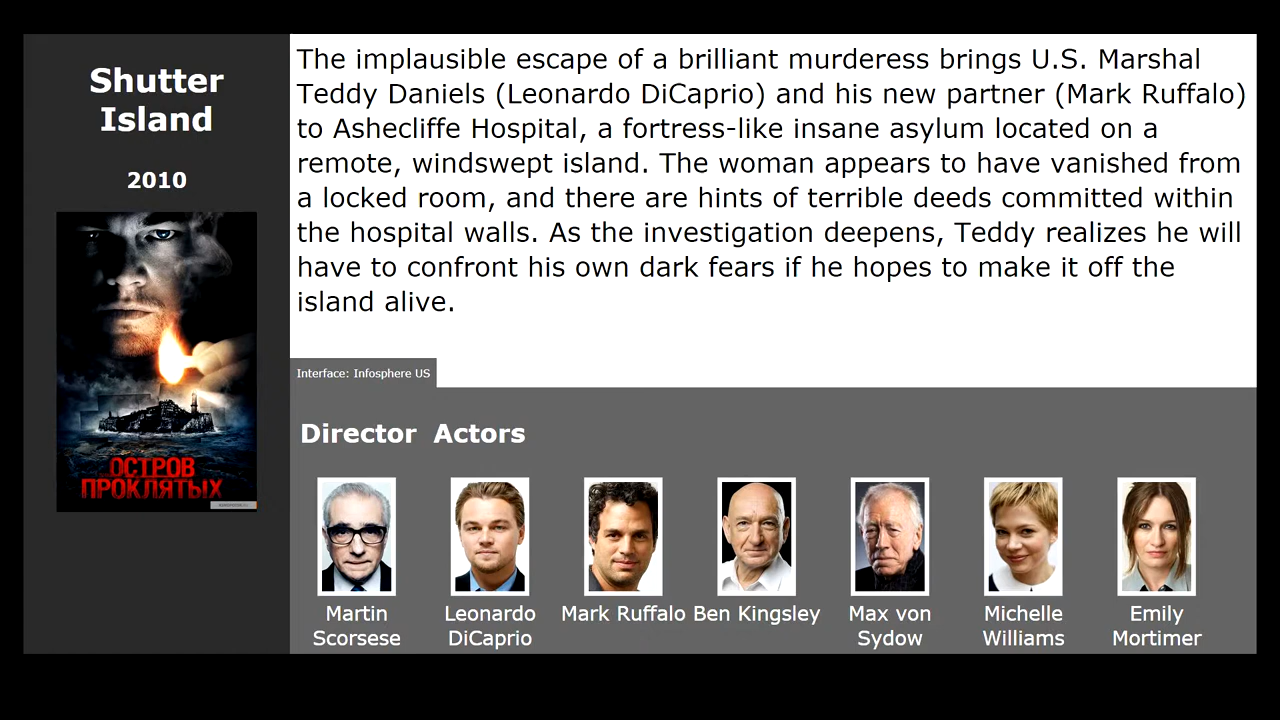 Shutter
Island
2010
ОСТРОВ
ПРОКЛЯТЫХ
The implausible escape of a brilliant murderess brings U.S. Marshal
Teddy Daniels (Leonardo DiCaprio) and his new partner (Mark Ruffalo)
to Ashecliffe Hospital, a fortress-like insane asylum located on a
remote, windswept island. The woman appears to have vanished from
a locked room, and there are hints of terrible deeds committed within
the hospital walls. As the investigation deepens, Teddy realizes he will
have to confront his own dark fears if he hopes to make it off the
island alive.
Interface: Infosphere US
Director Actors
Martin
Scorsese
Leonardo
DiCaprio
Mark Ruffalo
Ben Kingsley
Max von
Sydow
Michelle
Williams
Emily
Mortimer